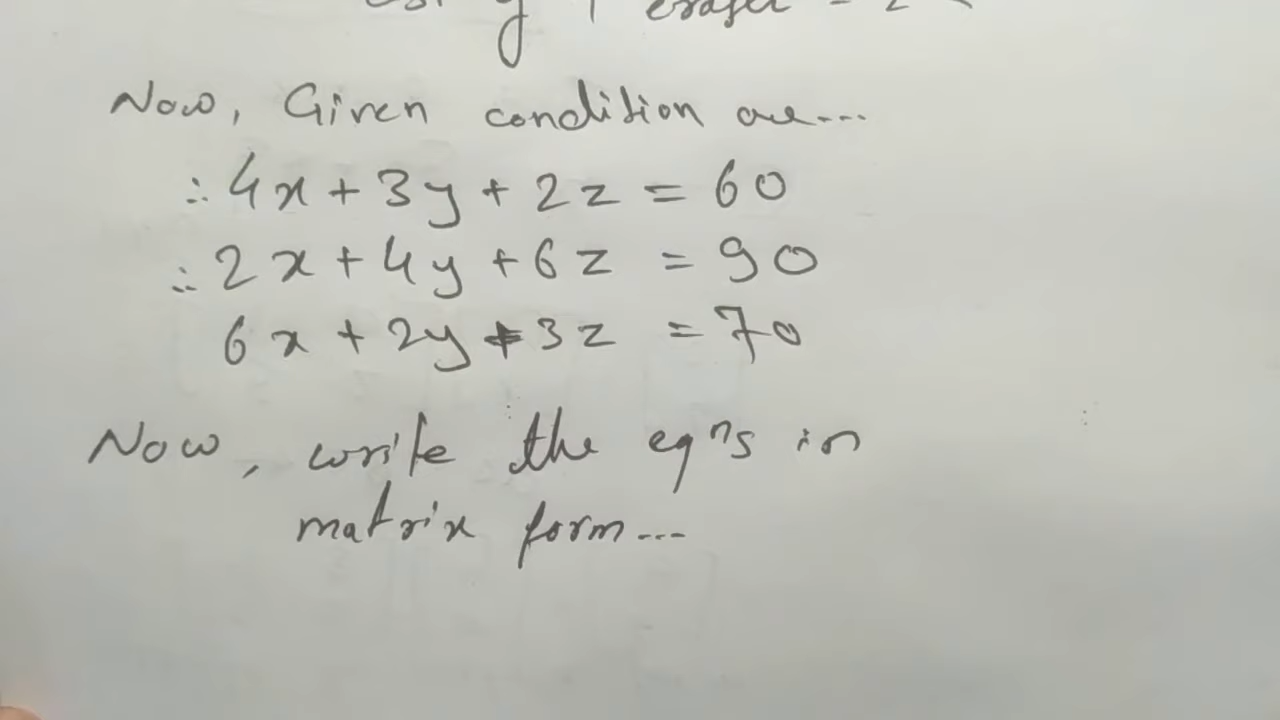 eraser = z
Now, Given condition are...
∴ 4x + 3y + 2z = 60
∴ 2x + 4y + 6z = 90
6x + 2y + 3z = 70
Now, write the eqⁿs in
matrix form...